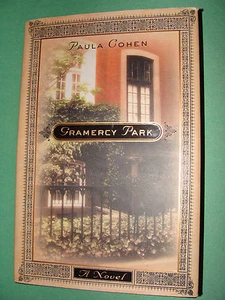 PAULA COHEN
GRAMERCY PARK
A Novel